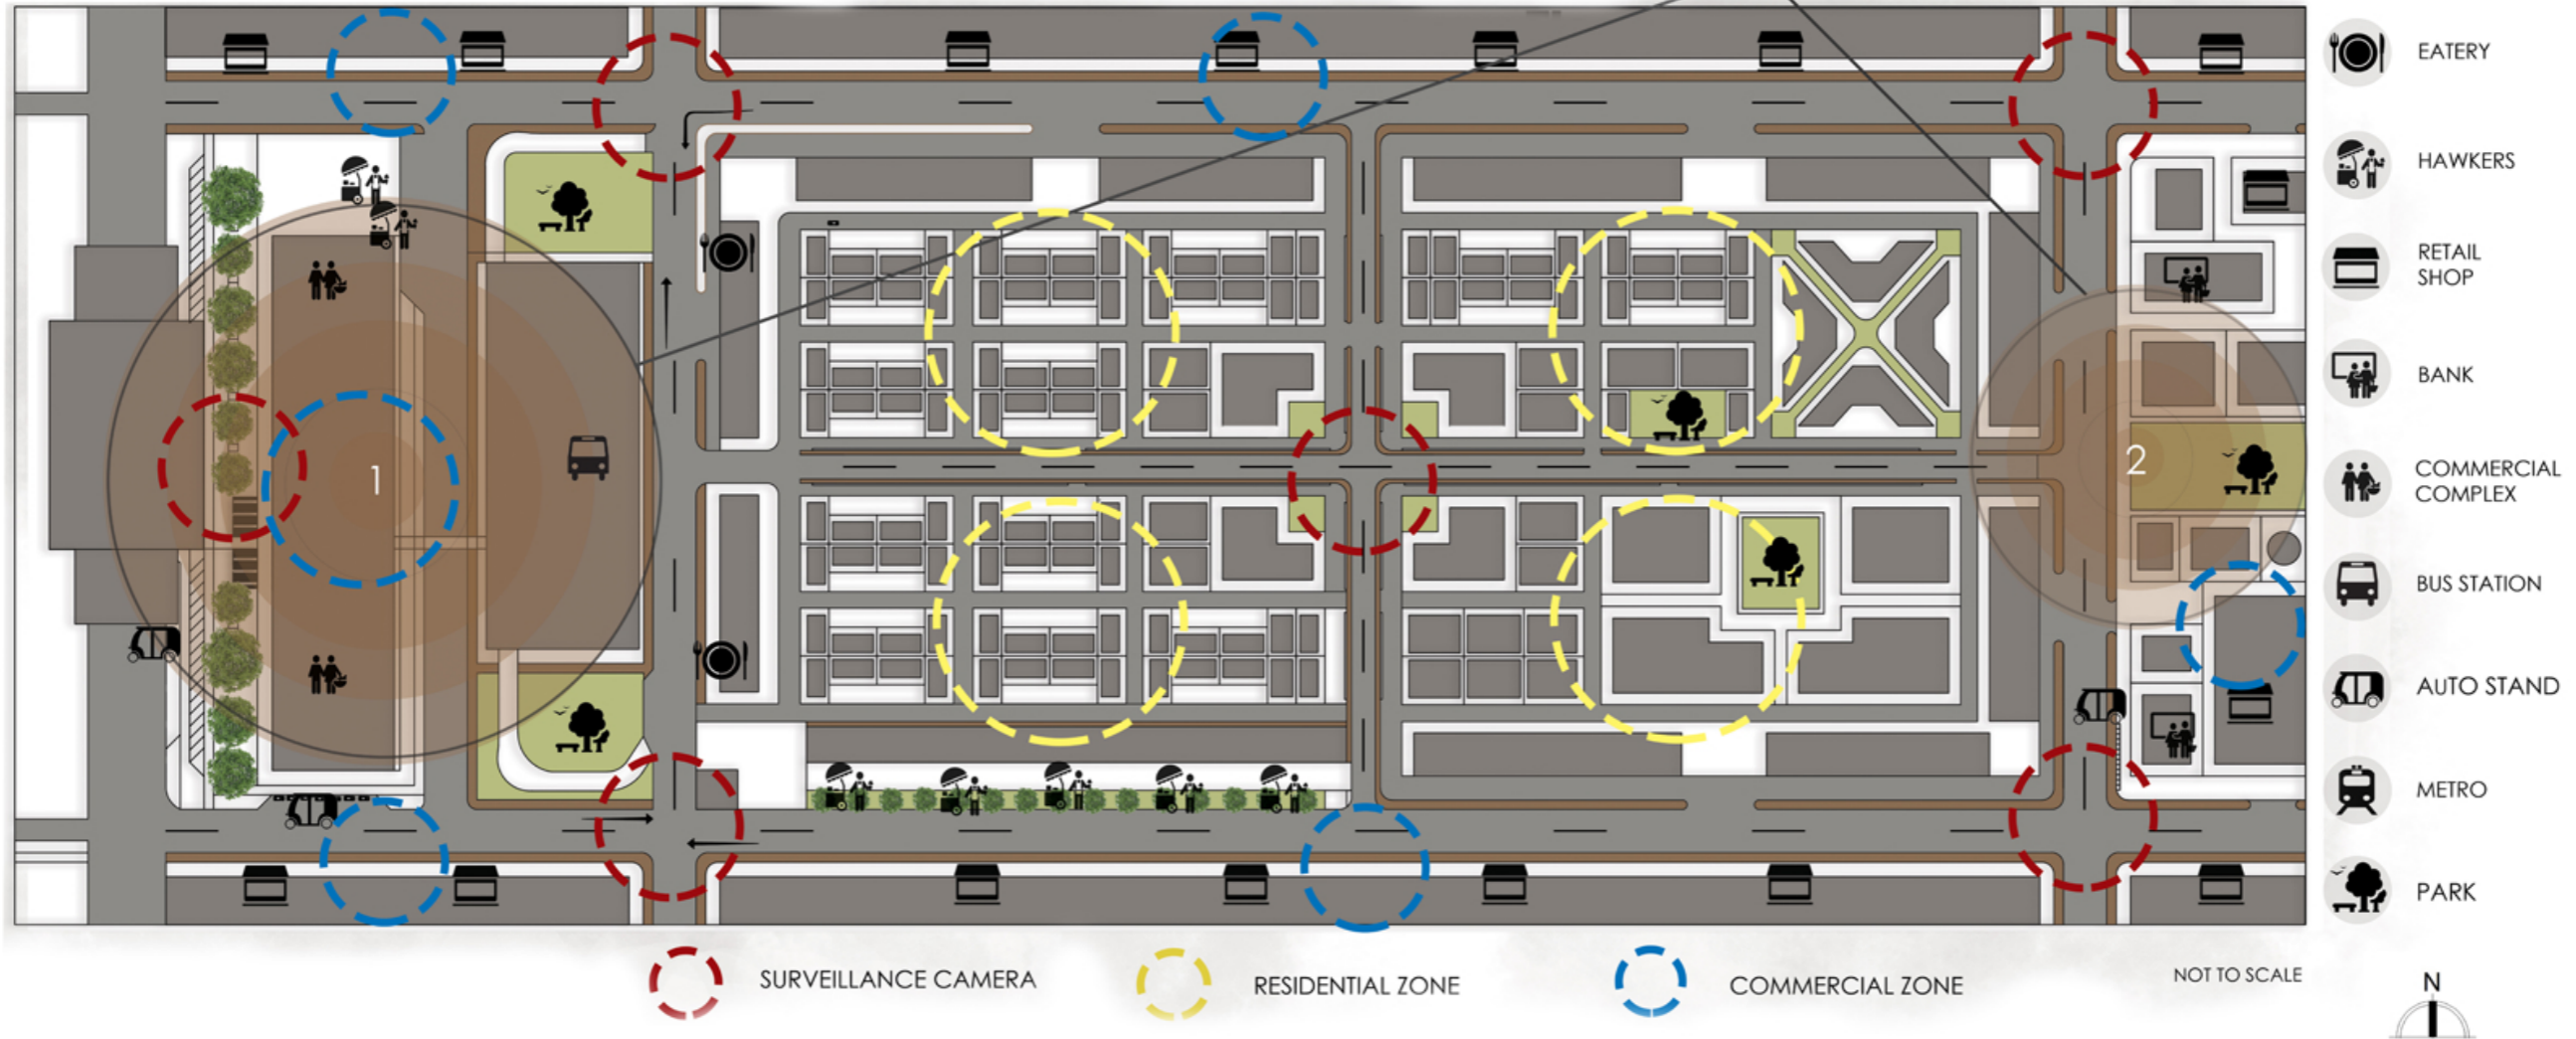 EATERY
HAWKERS
RETAIL
SHOP
BANK
COMMERCIAL
COMPLEX
BUS STATION
AUTO STAND
METRO
PARK
1
2
SURVEILLANCE CAMERA
RESIDENTIAL ZONE
COMMERCIAL ZONE
NOT TO SCALE
N